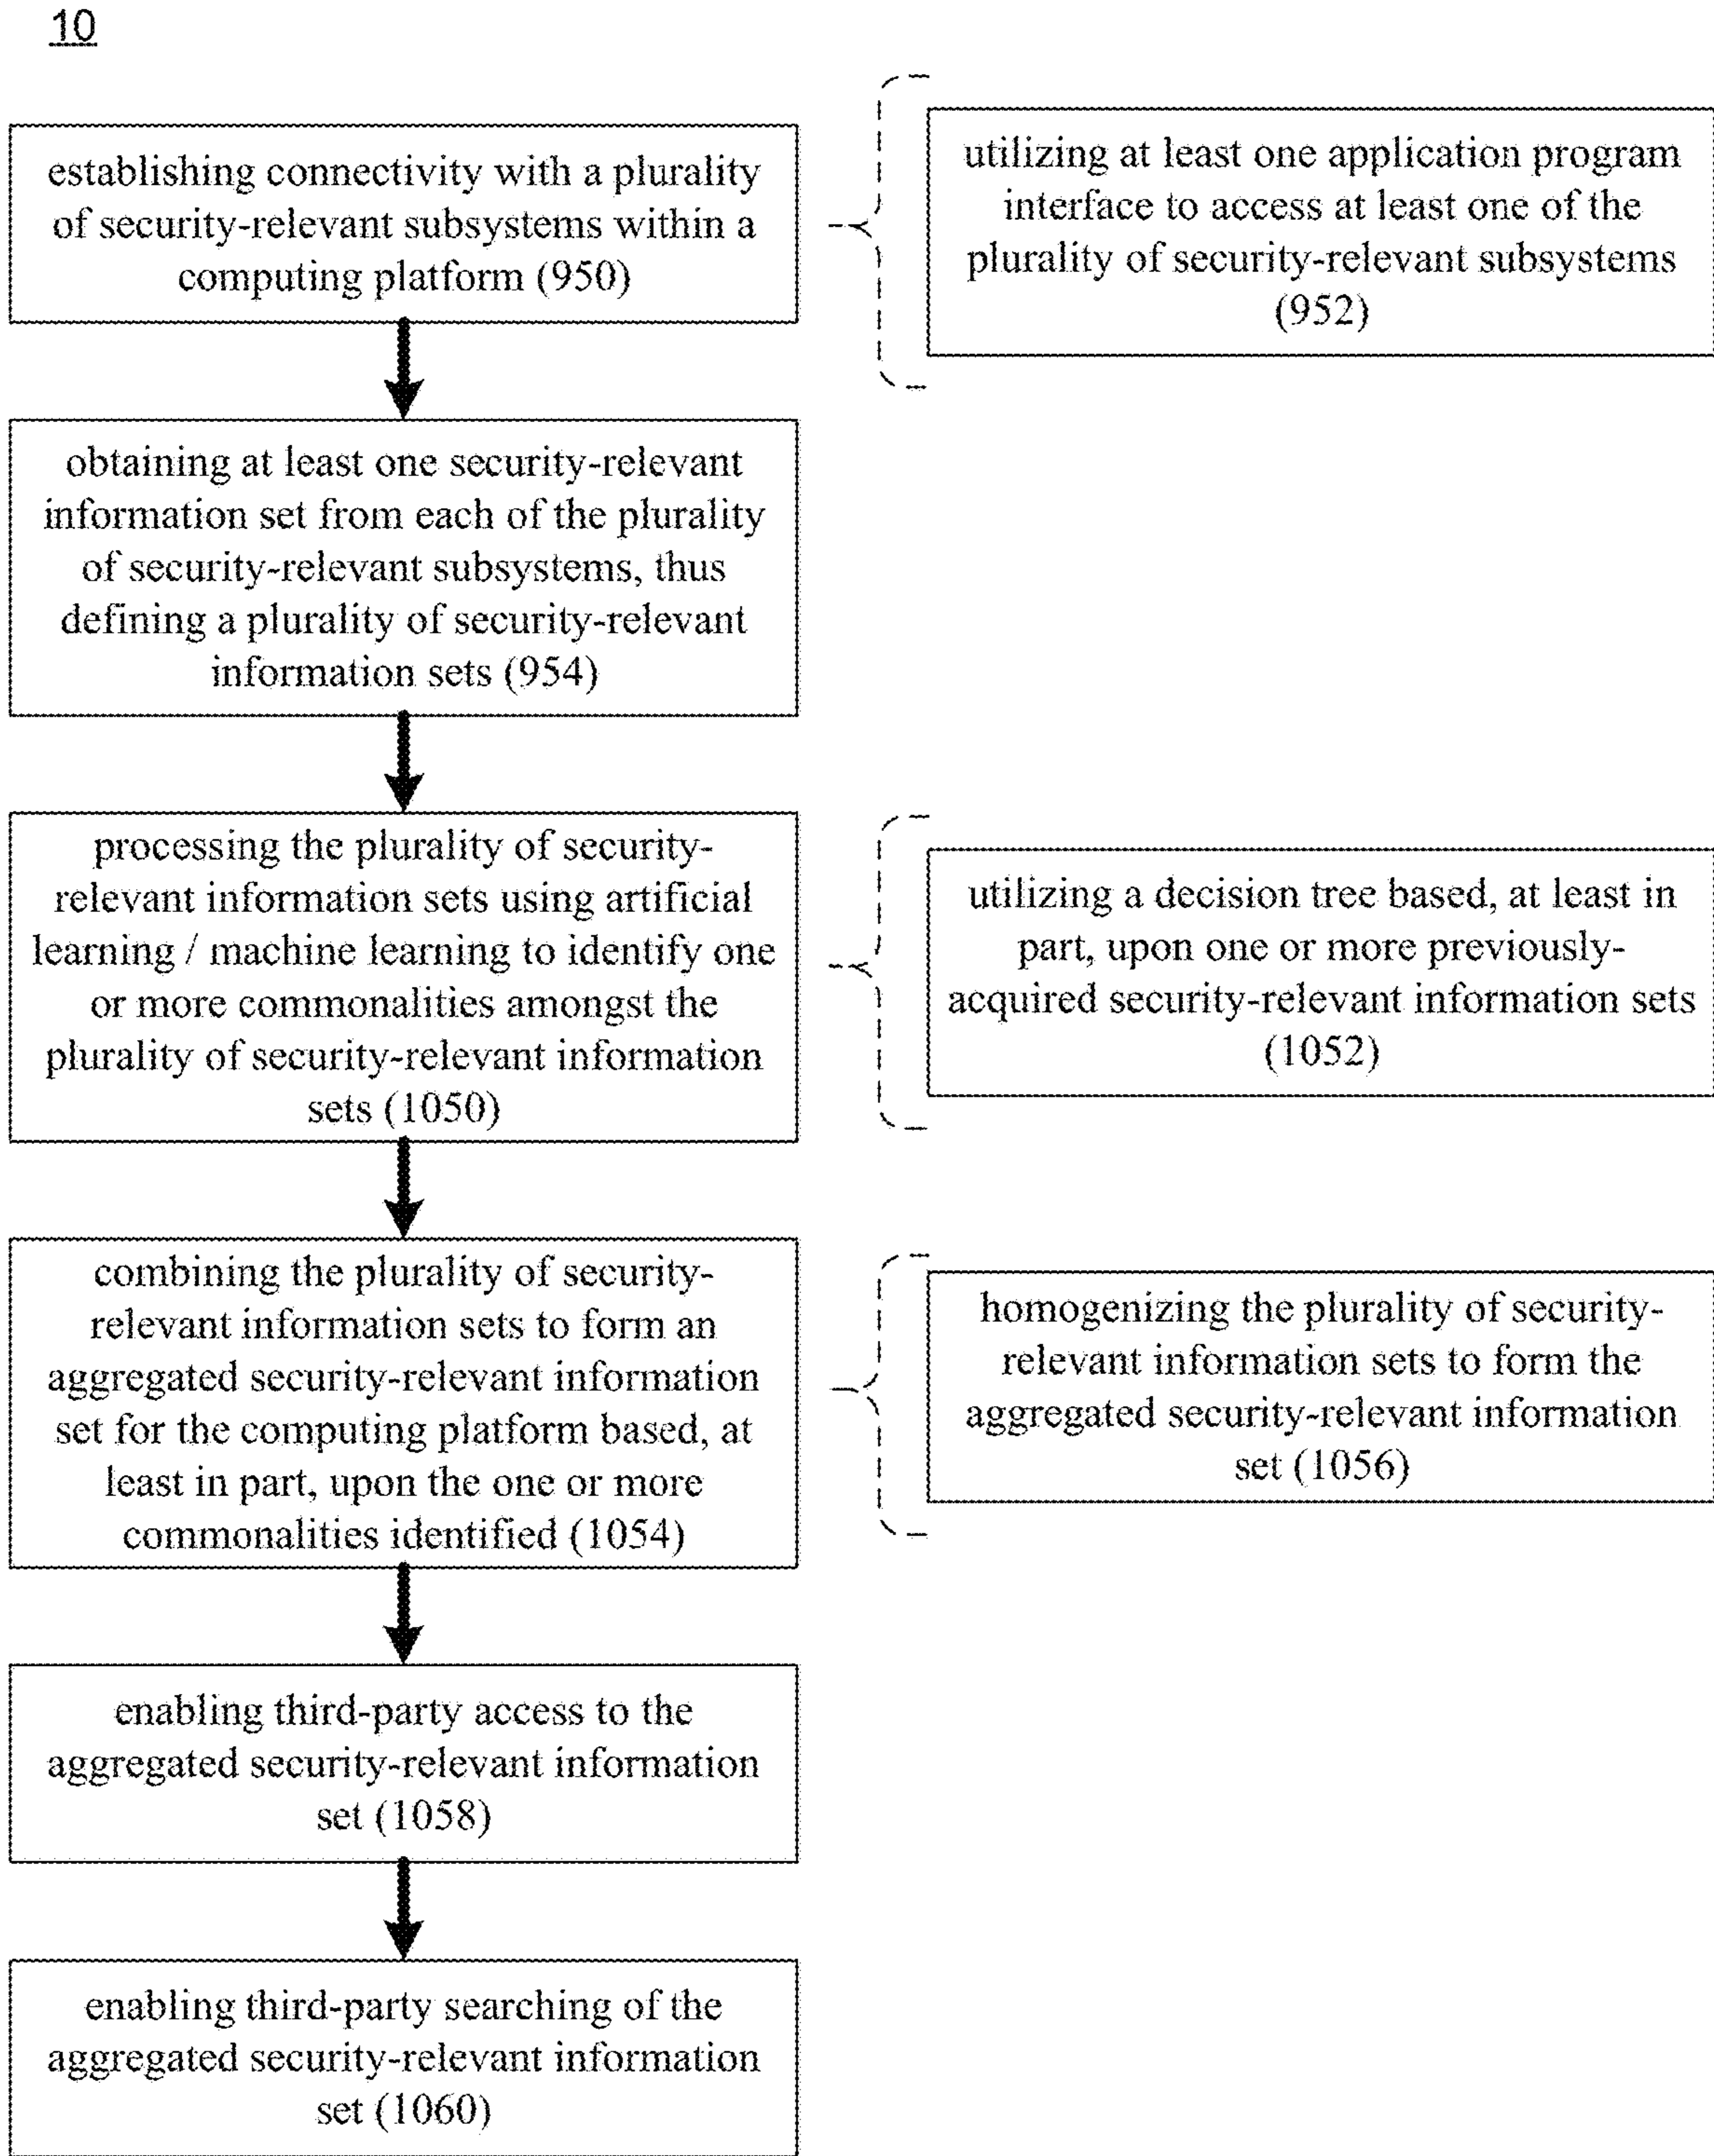 10
establishing connectivity with a plurality
of security-relevant subsystems within a
computing platform (950)
utilizing at least one application program
interface to access at least one of the
plurality of security-relevant subsystems
(952)
obtaining at least one security-relevant
information set from each of the plurality
of security-relevant subsystems, thus
defining a plurality of security-relevant
information sets (954)
processing the plurality of security-
relevant information sets using artificial
learning / machine learning to identify one
or more commonalities amongst the
plurality of security-relevant information
sets (1050)
utilizing a decision tree based, at least in
part, upon one or more previously-
acquired security-relevant information sets
(1052)
combining the plurality of security-
relevant information sets to form an
aggregated security-relevant information
set for the computing platform based, at
least in part, upon the one or more
commonalities identified (1054)
homogenizing the plurality of security-
relevant information sets to form the
aggregated security-relevant information
set (1056)
enabling third-party access to the
aggregated security-relevant information
set (1058)
enabling third-party searching of the
aggregated security-relevant information
set (1060)